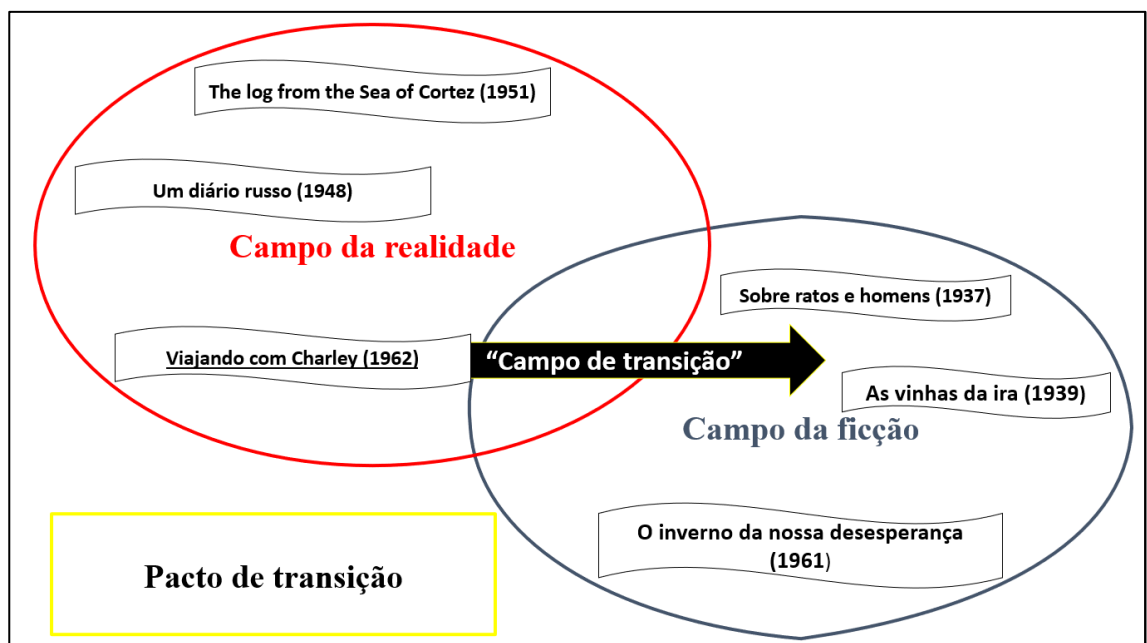 The log from the Sea of Cortez (1951)
Um diário russo (1948)
Campo da realidade
Sobre ratos e homens (1937)
Viajando com Charley (1962)
“Campo de transição”
As vinhas da ira (1939)
Campo da ficção
O inverno da nossa desesperança
(1961)
Pacto de transição